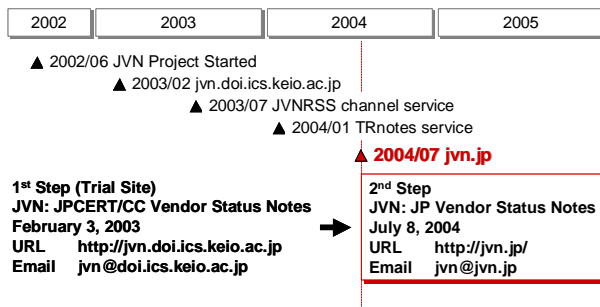 2002 2003 2004 2005
▲ 2002/06 JVN Project Started
▲ 2003/02 jvn.doi.ics.keio.ac.jp
▲ 2003/07 JVNRSS channel service
▲ 2004/01 TRnotes service
▲ 2004/07 jvn.jp
1st Step (Trial Site)
JVN: JPCERT/CC Vendor Status Notes
February 3, 2003
URL http://jvn.doi.ics.keio.ac.jp
Email jvn@doi.ics.keio.ac.jp
2nd Step
JVN: JP Vendor Status Notes
July 8, 2004
URL http://jvn.jp/
Email jvn@jvn.jp